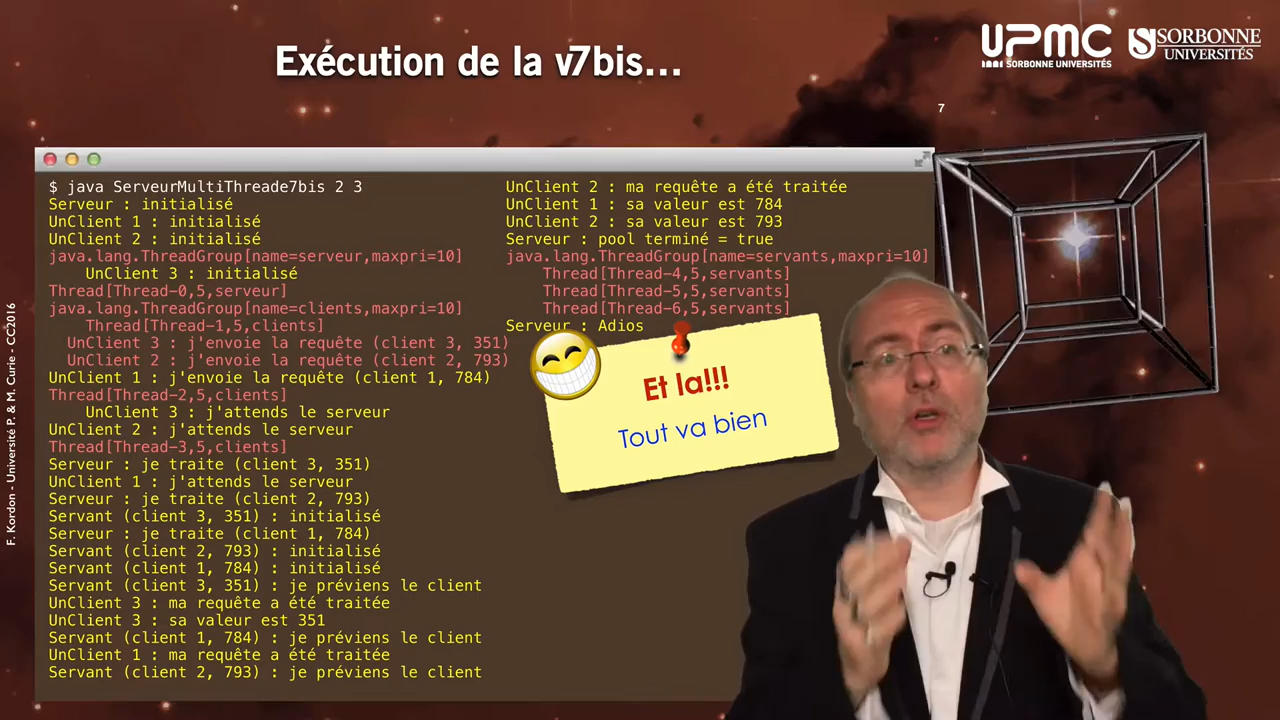 Exécution de la v7bis...
UPMC
SORBONNE UNIVERSITÉS
SORBONNE
UNIVERSITÉS
7
$ java ServeurMultiThreade7bis 2 3
Serveur : initialisé
UnClient 1 : initialisé
UnClient 2 : initialisé
java.lang.ThreadGroup[name=serveur,maxpri=10]
UnClient 3 : initialisé
Thread[Thread-0,5,serveur]
java.lang.ThreadGroup[name=clients,maxpri=10]
Thread[Thread-1,5,clients]
UnClient 3 : j'envoie la requête (client 3, 351)
UnClient 2 : j'envoie la requête (client 2, 793)
UnClient 1 : j'envoie la requête (client 1, 784)
Thread[Thread-2,5,clients]
UnClient 3 : j'attends le serveur
UnClient 2 : j'attends le serveur
Thread[Thread-3,5,clients]
Serveur : je traite (client 3, 351)
UnClient 1 : j'attends le serveur
Serveur : je traite (client 2, 793)
Servant (client 3, 351) : initialisé
Serveur : je traite (client 1, 784)
Servant (client 2, 793) : initialisé
Servant (client 1, 784) : initialisé
Servant (client 3, 351) : je préviens le client
UnClient 3 : ma requête a été traitée
UnClient 3 : sa valeur est 351
Servant (client 1, 784) : je préviens le client
UnClient 1 : ma requête a été traitée
Servant (client 2, 793) : je préviens le client
UnClient 2 : ma requête a été traitée
UnClient 1 : sa valeur est 784
UnClient 2 : sa valeur est 793
Serveur : pool terminé = true
java.lang.ThreadGroup[name=servants,maxpri=10]
Thread[Thread-4,5,servants]
Thread[Thread-5,5,servants]
Thread[Thread-6,5,servants]
Serveur : Adios
Et la!!!
Tout va bien
F. Kordon - Université P. & M. Curie - CC2016